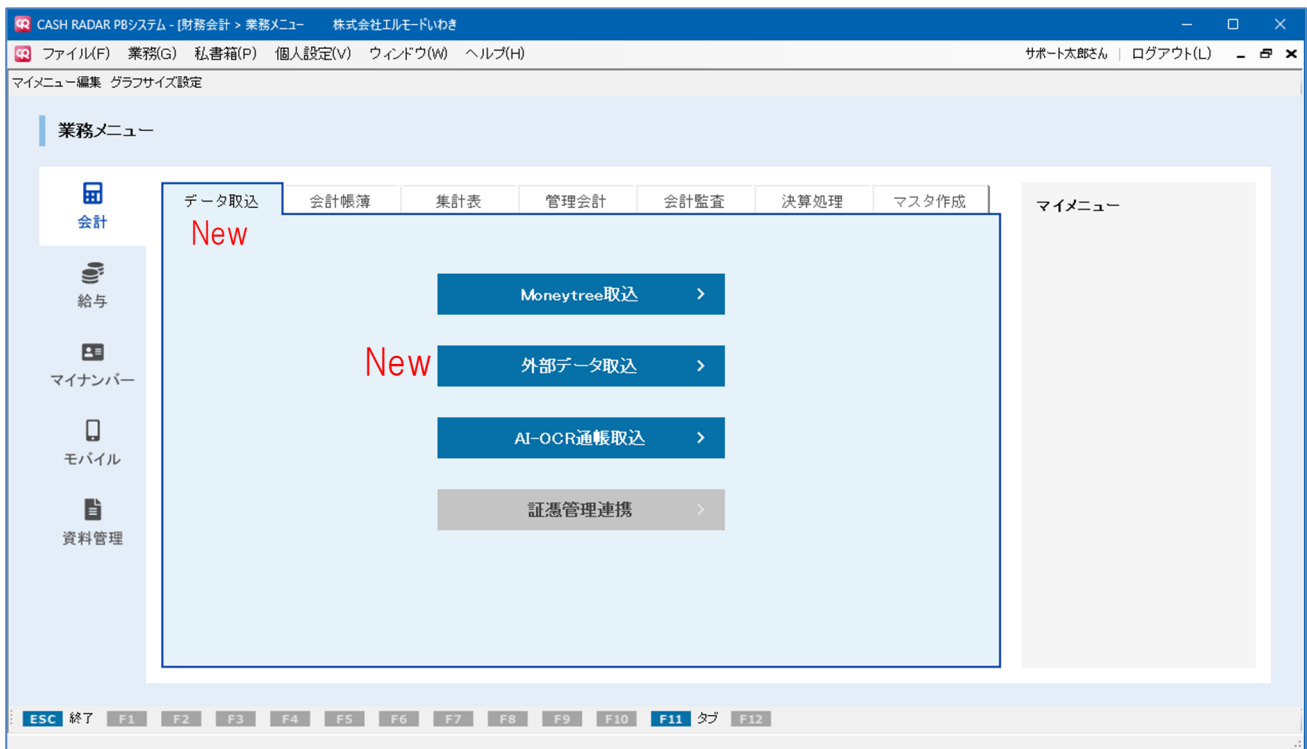 CASH RADAR PBシステム - [財務会計 > 業務メニュー 株式会社エルモードいわき
ファイル(F) 業務(G) 私書箱(P) 個人設定(V) ウィンドウ(W) ヘルプ(H) サポート太郎さん ログアウト(L)
マイメニュー編集 グラフサイズ設定
業務メニュー
会計
給与
マイナンバー
モバイル
資料管理
データ取込 会計帳簿 集計表 管理会計 会計監査 決算処理 マスタ作成
New
Moneytree取込
New 外部データ取込
AI-OCR通帳取込
証憑管理連携
マイメニュー
ESC 終了 F1 F2 F3 F4 F5 F6 F7 F8 F9 F10 F11 タブ F12